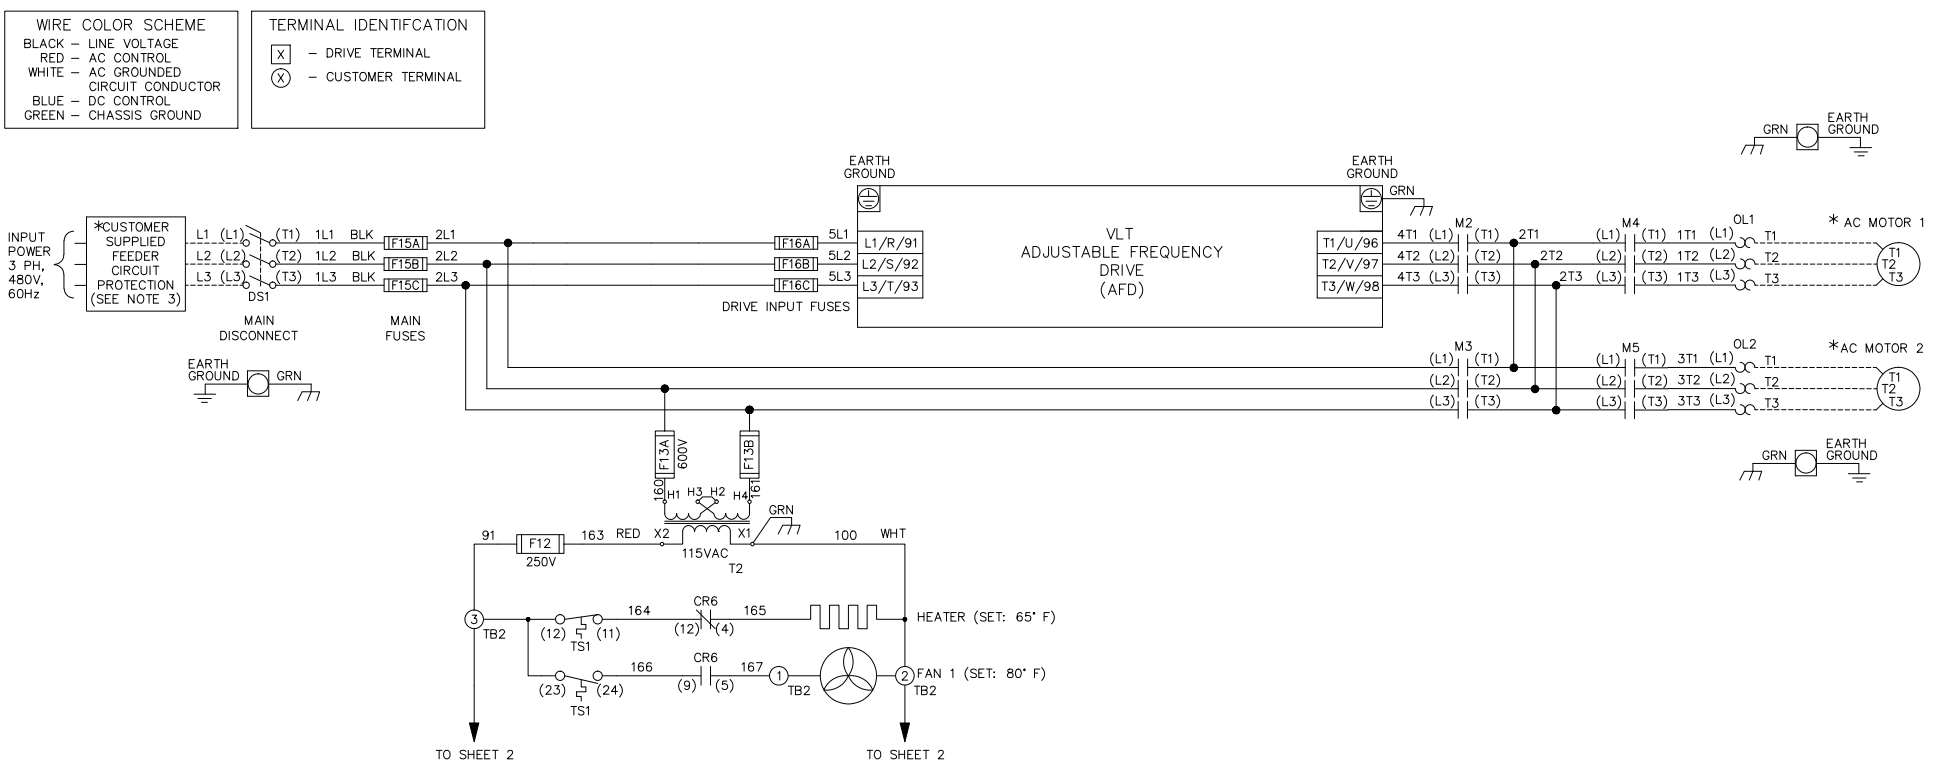 WIRE COLOR SCHEME
BLACK – LINE VOLTAGE
RED – AC CONTROL
WHITE – AC GROUNDED
CIRCUIT CONDUCTOR
BLUE – DC CONTROL
GREEN – CHASSIS GROUND
TERMINAL IDENTIFCATION
X – DRIVE TERMINAL
X – CUSTOMER TERMINAL
INPUT
POWER
3 PH,
480V,
60Hz
*CUSTOMER
SUPPLIED
FEEDER
CIRCUIT
PROTECTION
(SEE NOTE 3)
L1 (L1) (T1) 1L1 BLK F15A 2L1
L2 (L2) (T2) 1L2 BLK F15B 2L2
L3 (L3) (T3) 1L3 BLK F15C 2L3
DS1
MAIN
DISCONNECT
MAIN
FUSES
EARTH
GROUND GRN
F16A 5L1
F16B 5L2
F16C 5L3
DRIVE INPUT FUSES
EARTH
GROUND
L1/R/91
L2/S/92
L3/T/93
VLT
ADJUSTABLE FREQUENCY
DRIVE
(AFD)
EARTH
GROUND
GRN
T1/U/96
T2/V/97
T3/W/98
M2 M4 OL1
4T1 (L1) (T1) 2T1 (L1) (T1) 1T1 (L1) T1
4T2 (L2) (T2) 2T2 (L2) (T2) 1T2 (L2) T2
4T3 (L3) (T3) 2T3 (L3) (T3) 1T3 (L3) T3
* AC MOTOR 1
T1
T2
T3
GRN EARTH
GROUND
M3 M5 OL2
(L1) (T1) (L1) (T1) 3T1 (L1) T1
(L2) (T2) (L2) (T2) 3T2 (L2) T2
(L3) (T3) (L3) (T3) 3T3 (L3) T3
*AC MOTOR 2
T1
T2
T3
GRN EARTH
GROUND
F13A
600V
F13B
160
161
H1 H3 H2 H4
GRN
91 F12 163 RED X2 X1 100 WHT
250V
115VAC
T2
3
TB2
(12) (11) 164 CR6 165
TS1
(12) (4)
HEATER (SET: 65° F)
(23) (24) 166 CR6 167
TS1
(9) (5)
1
TB2
2
TB2
FAN 1 (SET: 80° F)
TO SHEET 2
TO SHEET 2